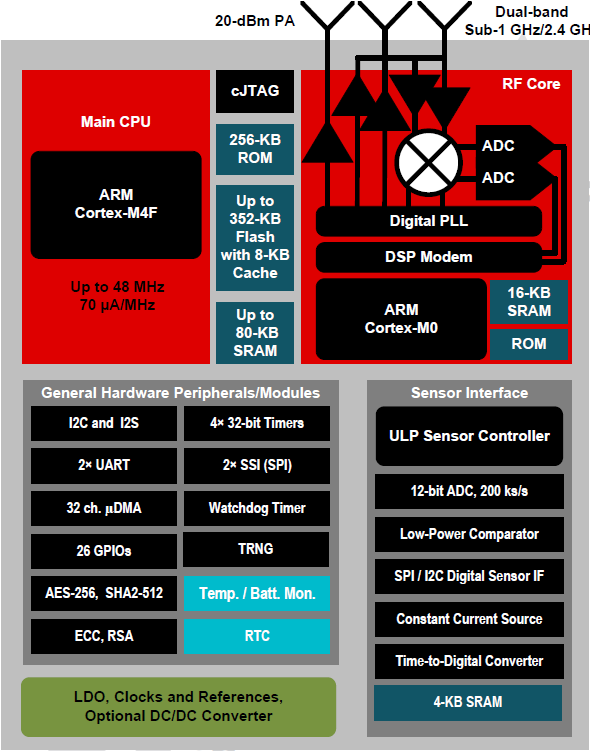 20-dBm PA
Dual-band
Sub-1 GHz/2.4 GH
Main CPU
ARM
Cortex-M4F
Up to 48 MHz
70 µA/MHz
cJTAG
256-KB
ROM
Up to
352-KB
Flash
with 8-KB
Cache
Up to
80-KB
SRAM
RF Core
ADC
ADC
Digital PLL
DSP Modem
ARM
Cortex-M0
16-KB
SRAM
ROM
General Hardware Peripherals/Modules
I2C and I2S
4× 32-bit Timers
2× UART
2× SSI (SPI)
32 ch. µDMA
Watchdog Timer
26 GPIOs
TRNG
AES-256, SHA2-512
Temp. / Batt. Mon.
ECC, RSA
RTC
LDO, Clocks and References,
Optional DC/DC Converter
Sensor Interface
ULP Sensor Controller
12-bit ADC, 200 ks/s
Low-Power Comparator
SPI / I2C Digital Sensor IF
Constant Current Source
Time-to-Digital Converter
4-KB SRAM